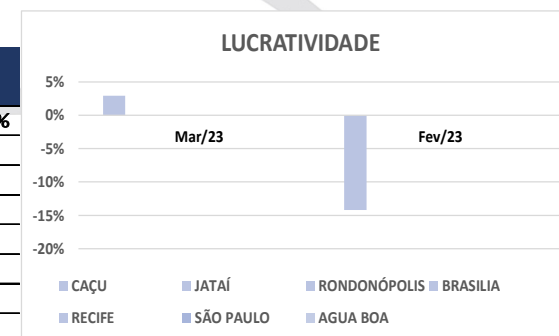 LUCRATIVIDADE
5%
%
0%
Mar/23 Fev/23
-5%
-10%
-15%
-20%
CAÇU JATAÍ RONDONÓPOLIS BRASILIA
RECIFE SÃO PAULO AGUA BOA